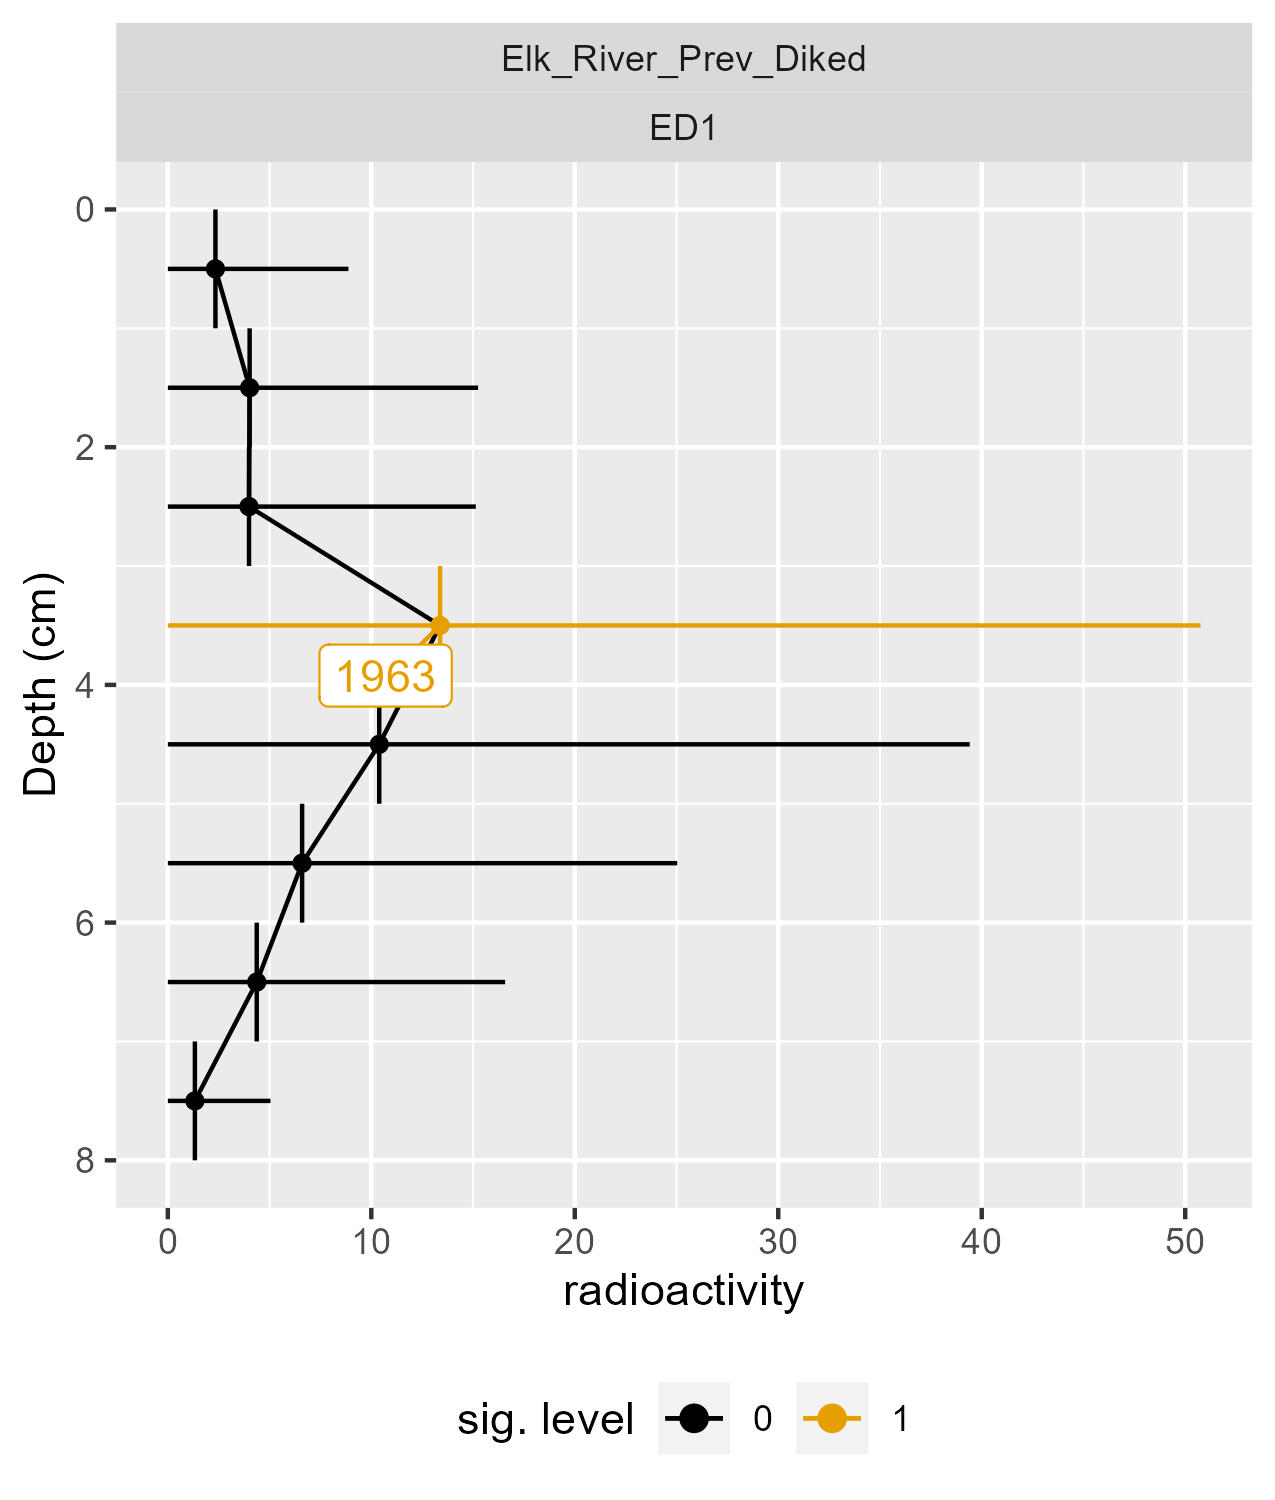 Elk_River_Prev_Diked
ED1
0
2
4
6
8
Depth (cm)
1963
0 10 20 30 40 50
radioactivity
sig. level 0 1